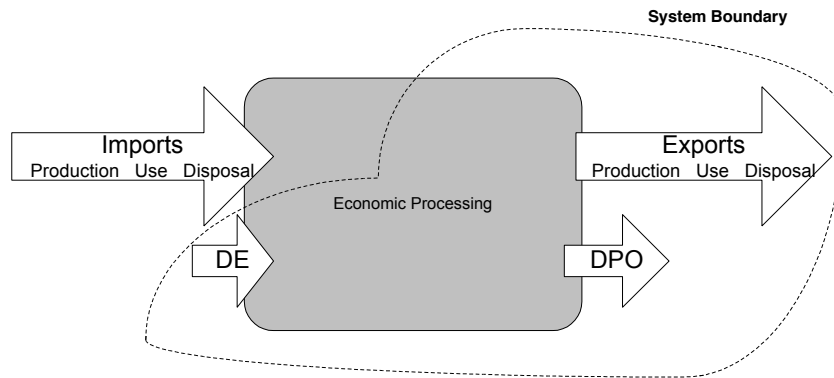 System Boundary
Imports
Production Use Disposal
Exports
Production Use Disposal
Economic Processing
DE
DPO